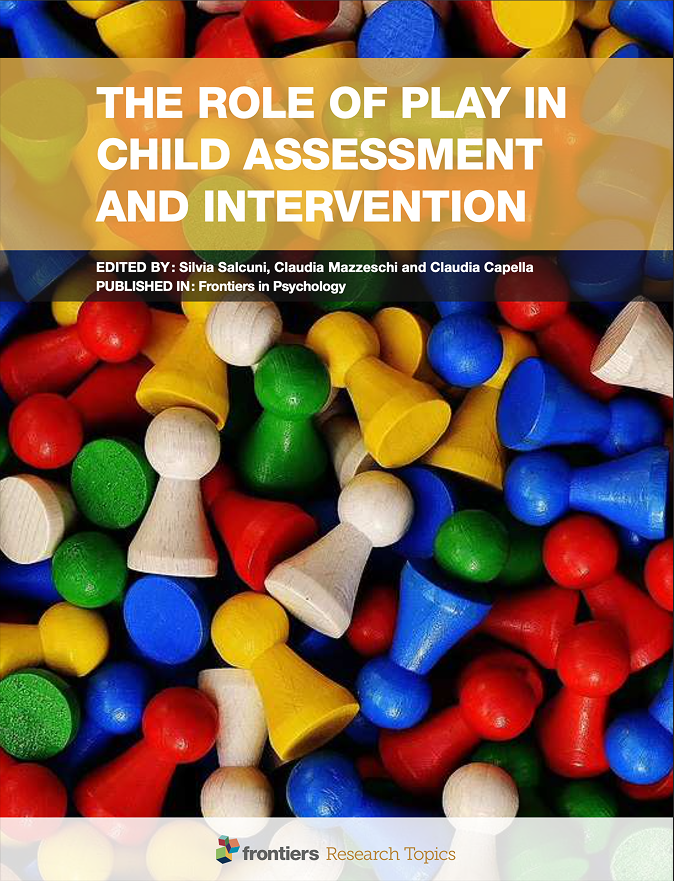 THE ROLE OF PLAY IN
CHILD ASSESSMENT
AND INTERVENTION
EDITED BY: Silvia Salcuni, Claudia Mazzeschi and Claudia Capella
PUBLISHED IN: Frontiers in Psychology
frontiers Research Topics